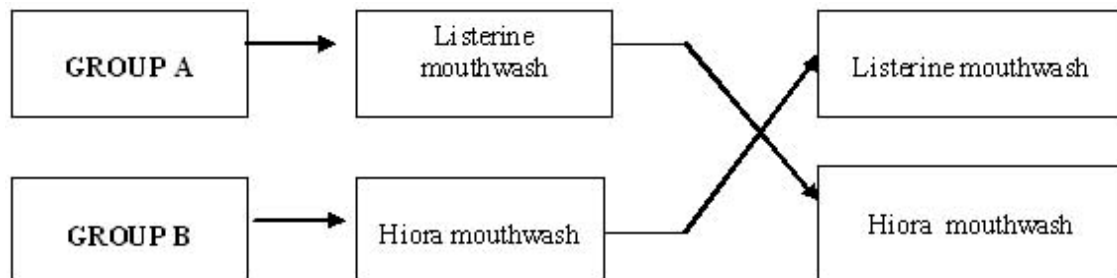 GROUP A
Listerine
mouthwash
Listerine mouthwash
GROUP B
Hiora mouthwash
Hiora mouthwash